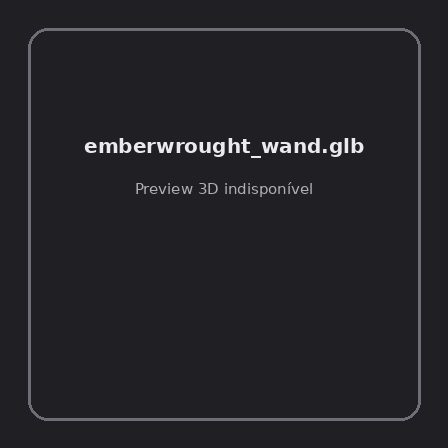 emberwrought_wand.glb
Preview 3D indisponível